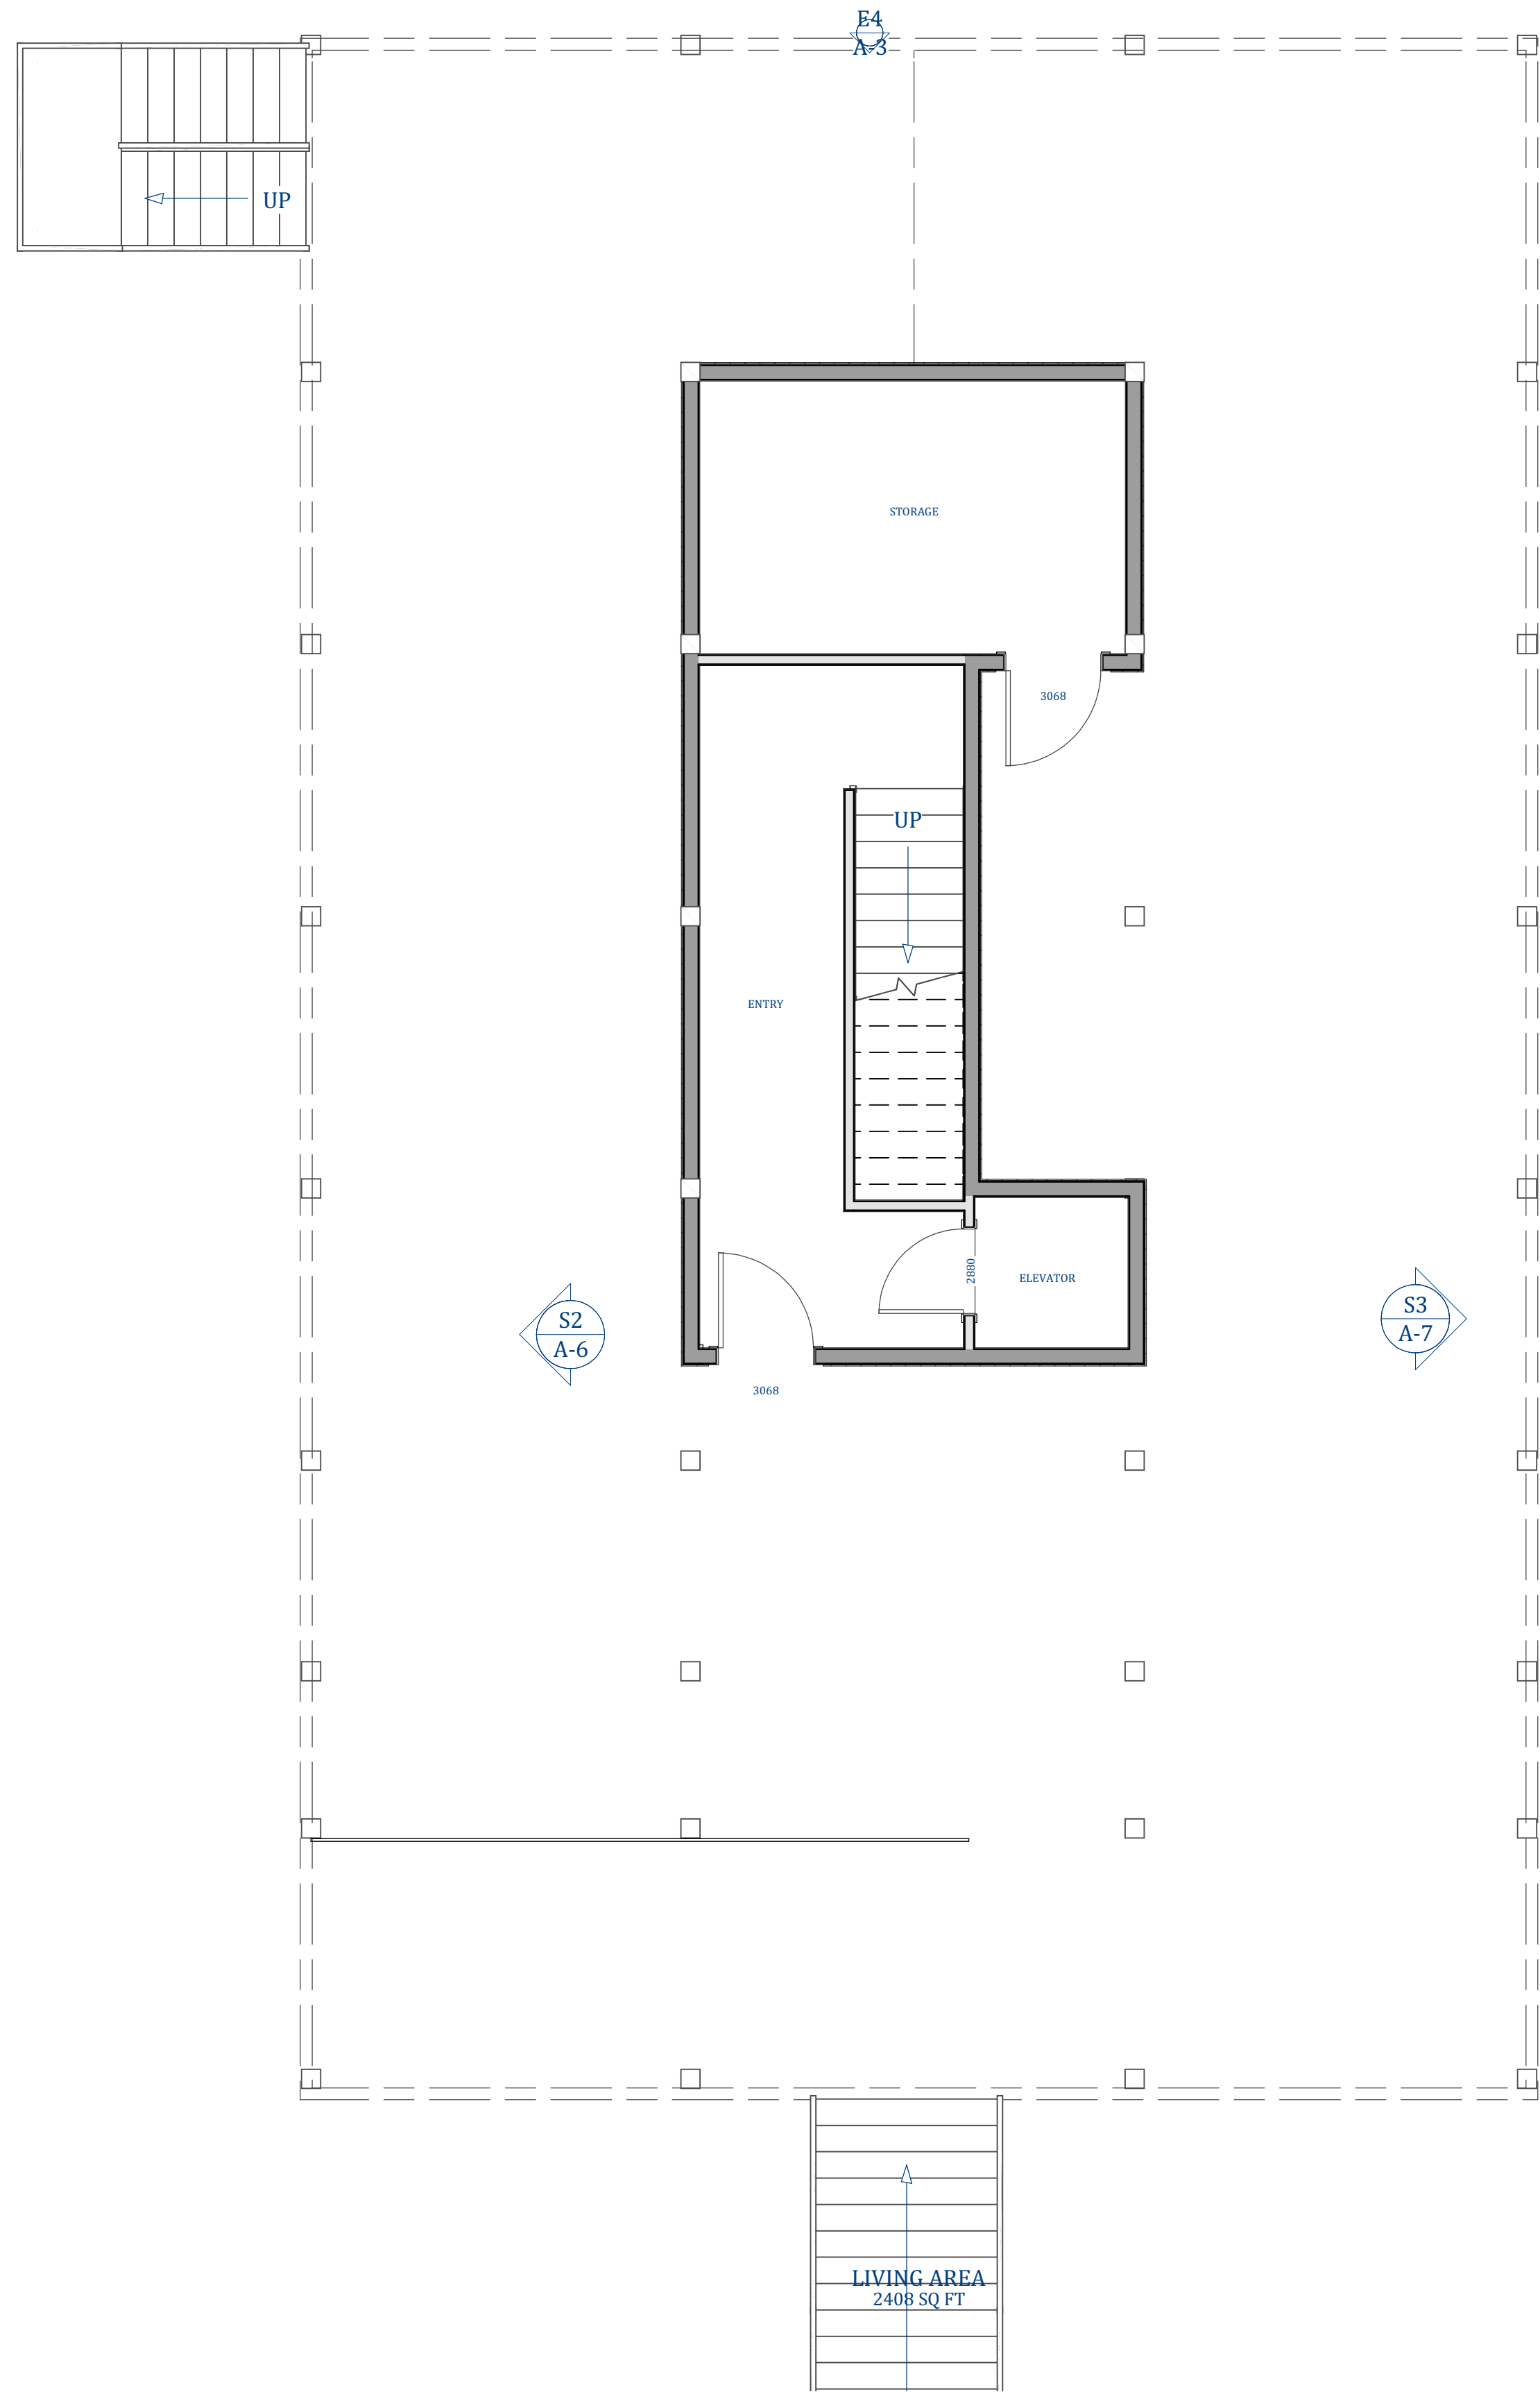 E4
A-3
UP
STORAGE
3068
UP
ENTRY
2880
ELEVATOR
S2
A-6
S3
A-7
3068
LIVING AREA
2408 SQ FT